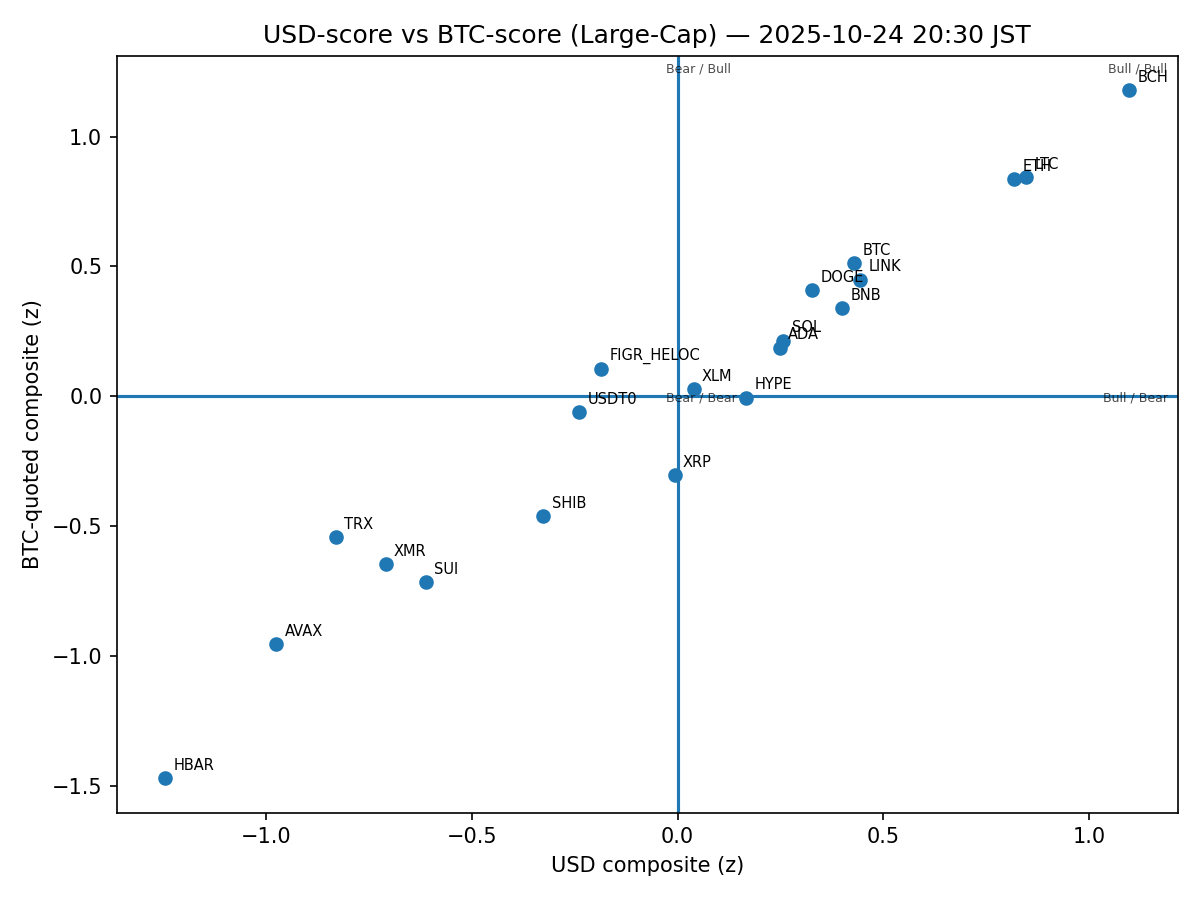 USD-score vs BTC-score (Large-Cap) — 2025-10-24 20:30 JST
Bear / Bull
Bull / Bull
BCH
1.0
ETH
LTC
BTC
0.5
LINK
DOGE
BNB
SOL
ADA
FIGR_HELOC
XLM
HYPE
0.0
USDT0
Bear / Bear
Bull / Bear
XRP
SHIB
−0.5
TRX
XMR
SUI
AVAX
−1.0
HBAR
−1.5
−1.0
−0.5
0.0
0.5
1.0
USD composite (z)
BTC-quoted composite (z)